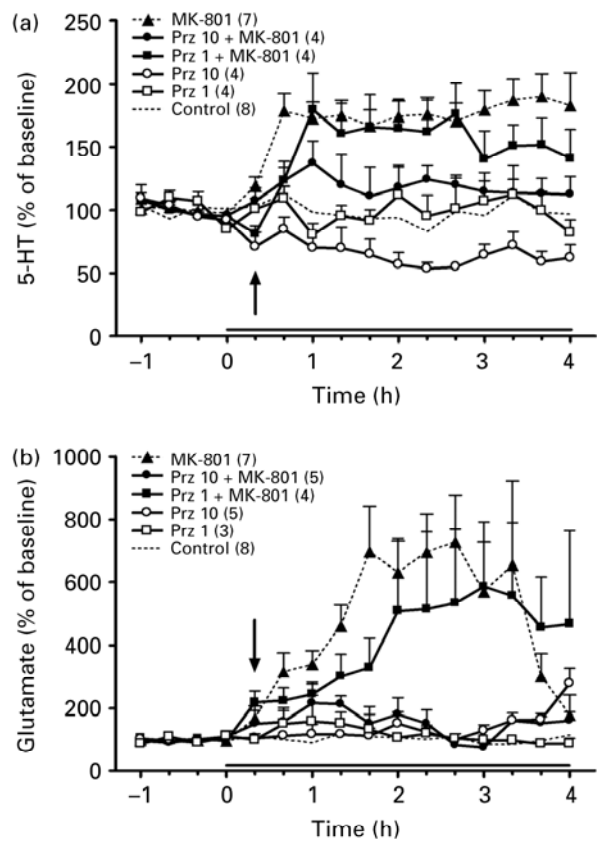 (a)
MK-801 (7)
Prz 10 + MK-801 (4)
Prz 1 + MK-801 (4)
Prz 10 (4)
Prz 1 (4)
Control (8)
5-HT (% of baseline)
250
200
150
100
50
0
−1 0 1 2 3 4
Time (h)
(b)
MK-801 (7)
Prz 10 + MK-801 (5)
Prz 1 + MK-801 (4)
Prz 10 (5)
Prz 1 (3)
Control (8)
Glutamate (% of baseline)
1000
800
600
400
200
0
−1 0 1 2 3 4
Time (h)